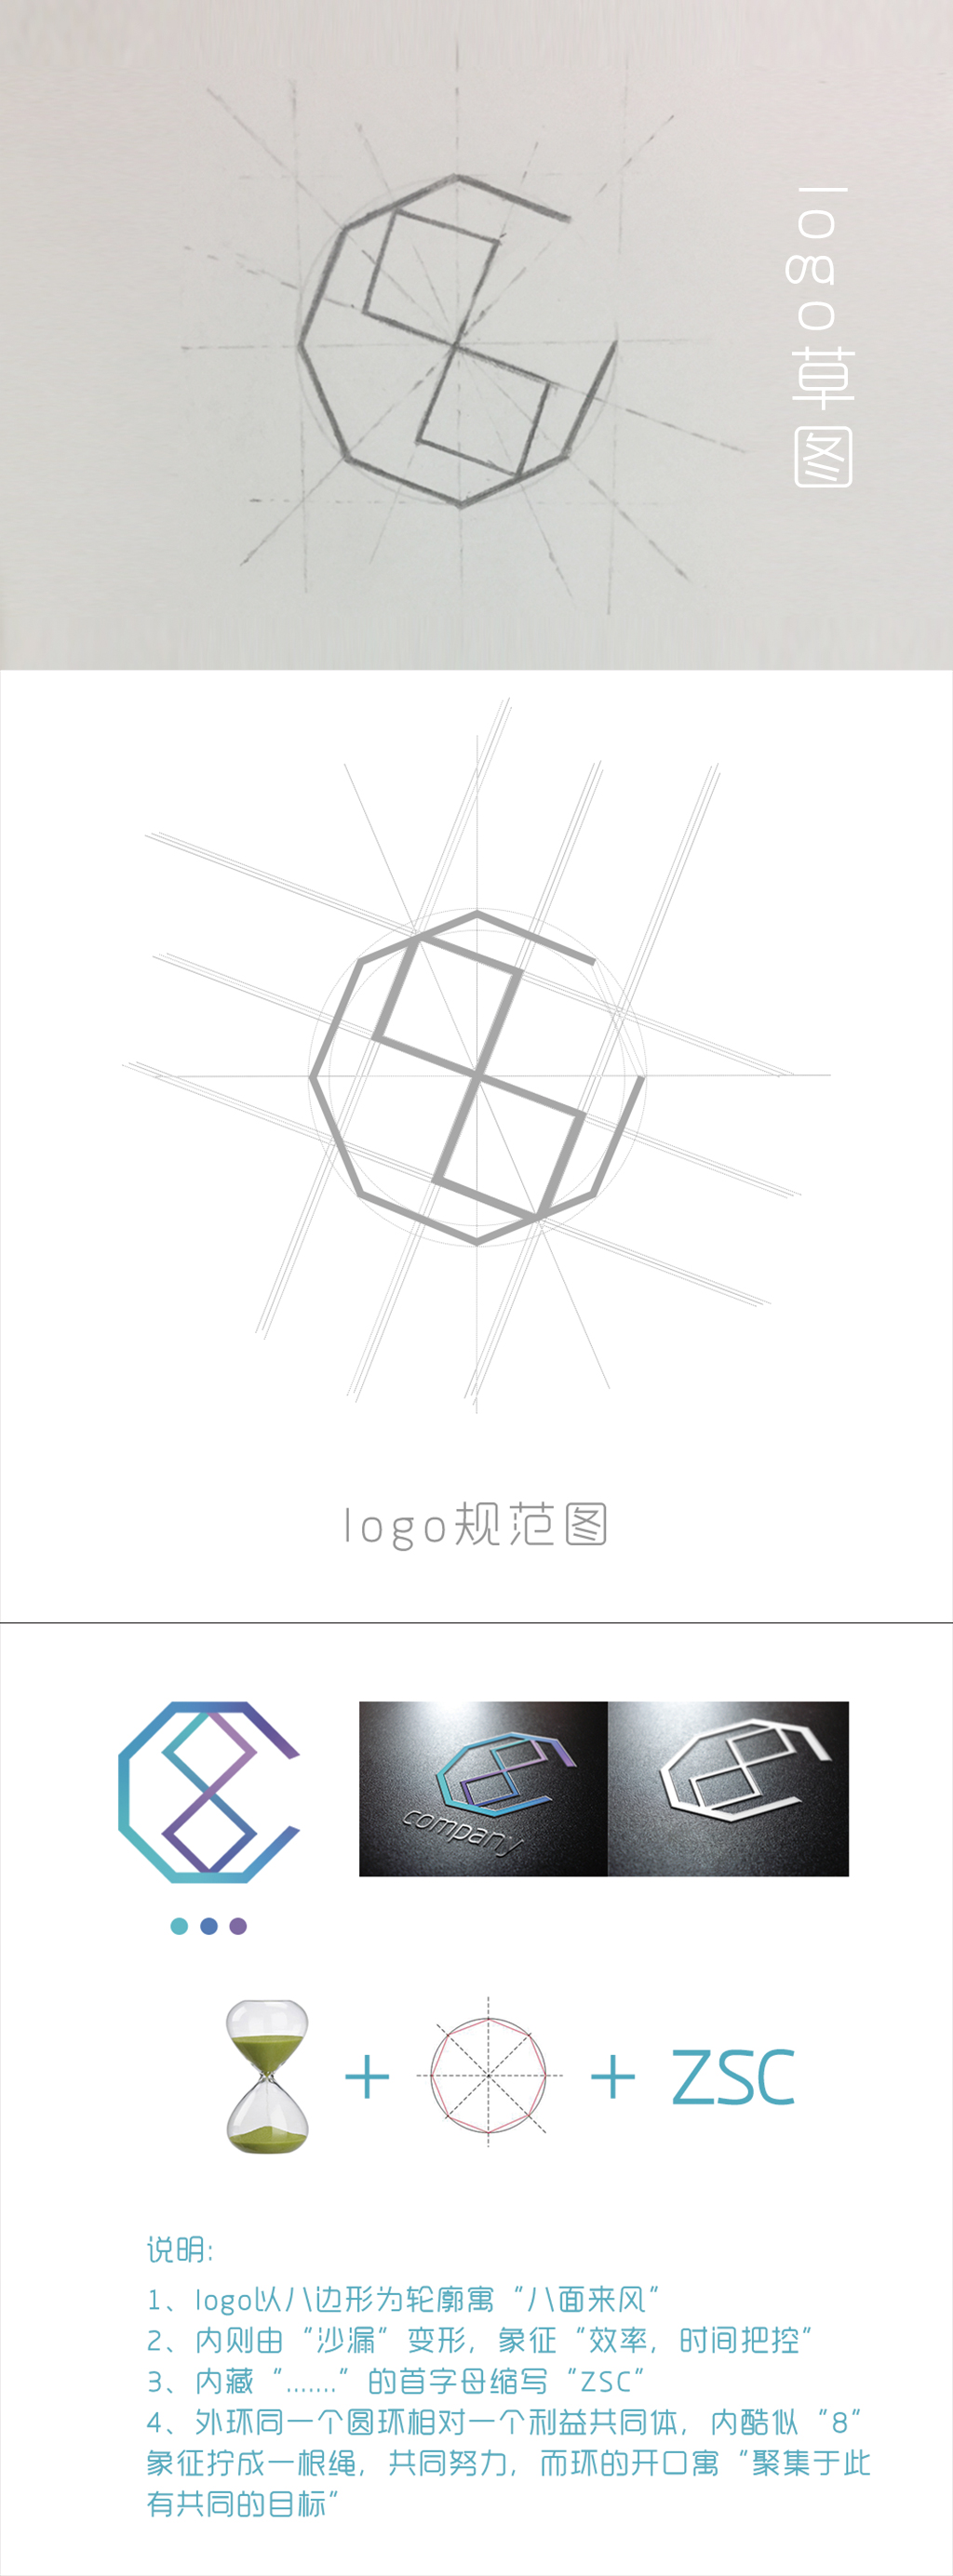 logo草图
logo规范图
company
ZSC
说明:
1、logo以八边形为轮廓寓“八面来风”
2、内则由“沙漏”变形,象征“效率,时间把控”
3、内藏“.......”的首字母缩写“ZSC”
4、外环同一个圆环相对一个利益共同体,内酷似“8”
象征拧成一根绳,共同努力,而环的开口寓“聚集于此
有共同的目标”